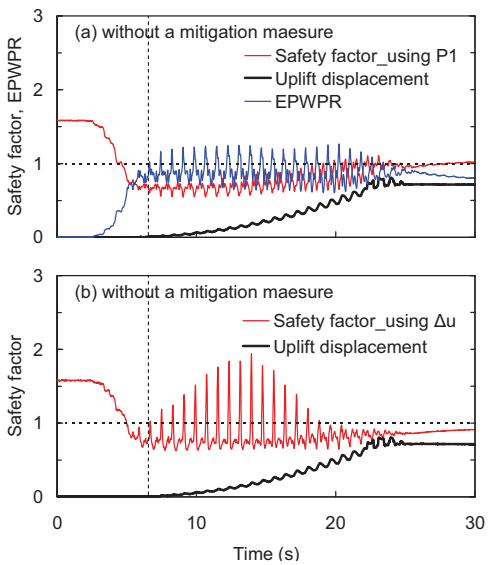 3
(a) without a mitigation maesure
Safety factor_using P1
Uplift displacement
EPWPR
2
1
0
Safety factor, EPWPR
3
(b) without a mitigation maesure
Safety factor_using Δu
Uplift displacement
2
1
0
Safety factor
0 10 20 30
Time (s)